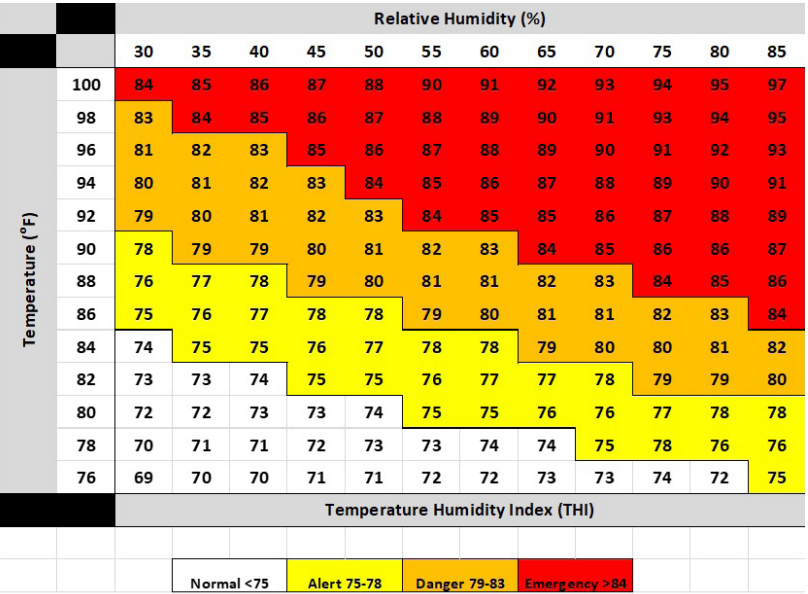 Relative Humidity (%)
30 35 40 45 50 55 60 65 70 75 80 85
Temperature (°F)
100 84 85 86 87 88 90 91 92 93 94 95 97
98 83 84 85 86 87 88 89 90 91 93 94 95
96 81 82 83 85 86 87 88 89 90 91 92 93
94 80 81 82 83 84 85 86 87 88 89 90 91
92 79 80 81 82 83 84 85 85 86 87 88 89
90 78 79 79 80 81 82 83 84 85 86 86 87
88 76 77 78 79 80 81 81 82 83 84 85 86
86 75 76 77 78 78 79 80 81 81 82 83 84
84 74 75 75 76 77 78 78 79 80 80 81 82
82 73 73 74 75 75 76 77 77 78 79 79 80
80 72 72 73 73 74 75 75 76 76 77 78 78
78 70 71 71 72 73 73 74 74 75 78 76 76
76 69 70 70 71 71 72 72 73 73 74 72 75
Temperature Humidity Index (THI)
Normal <75 Alert 75-78 Danger 79-83 Emergency >84